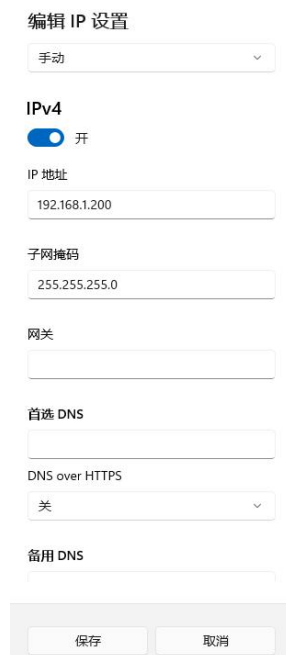 编辑 IP 设置
手动
IPv4
开
IP 地址
192.168.1.200
子网掩码
255.255.255.0
网关
首选 DNS
DNS over HTTPS
关
备用 DNS
保存
取消